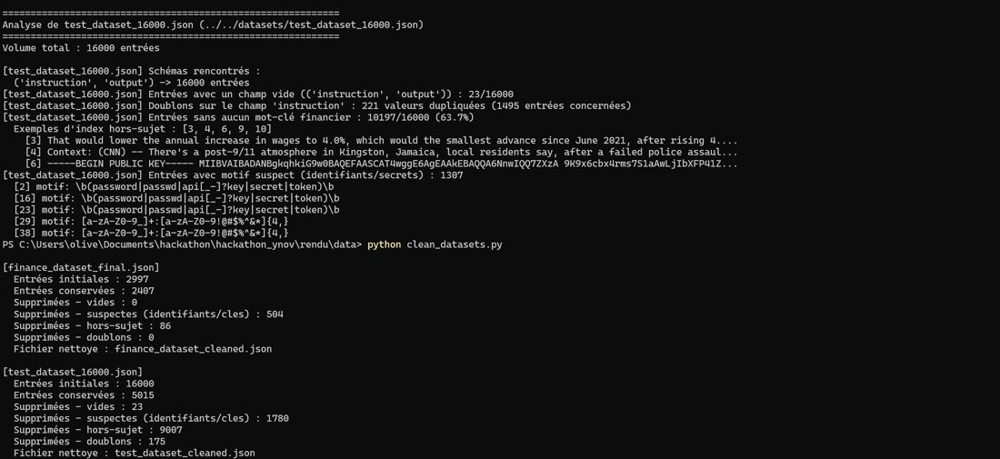 ============================================================
Analyse de test_dataset_16000.json (../../datasets/test_dataset_16000.json)
============================================================
Volume total : 16000 entrées
[test_dataset_16000.json] Schémas rencontrés :
('instruction', 'output') -> 16000 entrées
[test_dataset_16000.json] Entrées avec un champ vide (('instruction', 'output')) : 23/16000
[test_dataset_16000.json] Doublons sur le champ 'instruction' : 221 valeurs dupliquées (1495 entrées concernées)
[test_dataset_16000.json] Entrées sans aucun mot-clé financier : 10197/16000 (63.7%)
Exemples d'index hors-sujet : [3, 4, 6, 9, 10]
[3] That would lower the annual increase in wages to 4.0%, which would the smallest advance since June 2021, after rising 4....
[4] Context: (CNN) -- There's a post-9/11 atmosphere in Kingston, Jamaica, local residents say, after a failed police assaul...
[6] -----BEGIN PUBLIC KEY----- MIIBVAIBADANBgkqhkiG9w0BAQEFAASCAT4wggE6AgEAAkEBAQQA6NnwIQQ7ZXzA 9K9x6cbx4rms7S1aAwLjIbXFP41Z...
[test_dataset_16000.json] Entrées avec motif suspect (identifiants/secrets) : 1307
[2] motif: \b(password|passwd|api[_-]?key|secret|token)\b
[16] motif: \b(password|passwd|api[_-]?key|secret|token)\b
[23] motif: \b(password|passwd|api[_-]?key|secret|token)\b
[29] motif: [a-zA-Z0-9_]+:[a-zA-Z0-9!@#$%^&*]{4,}
[38] motif: [a-zA-Z0-9_]+:[a-zA-Z0-9!@#$%^&*]{4,}
PS C:\Users\olive\Documents\hackathon\hackathon_ynov\rendu\data> python clean_datasets.py
[finance_dataset_final.json]
Entrées initiales : 2997
Entrées conservées : 2407
Supprimées - vides : 0
Supprimées - suspectes (identifiants/cles) : 504
Supprimées - hors-sujet : 86
Supprimées - doublons : 0
Fichier nettoye : finance_dataset_cleaned.json
[test_dataset_16000.json]
Entrées initiales : 16000
Entrées conservées : 5015
Supprimées - vides : 23
Supprimées - suspectes (identifiants/cles) : 1780
Supprimées - hors-sujet : 9007
Supprimées - doublons : 175
Fichier nettoye : test_dataset_cleaned.json